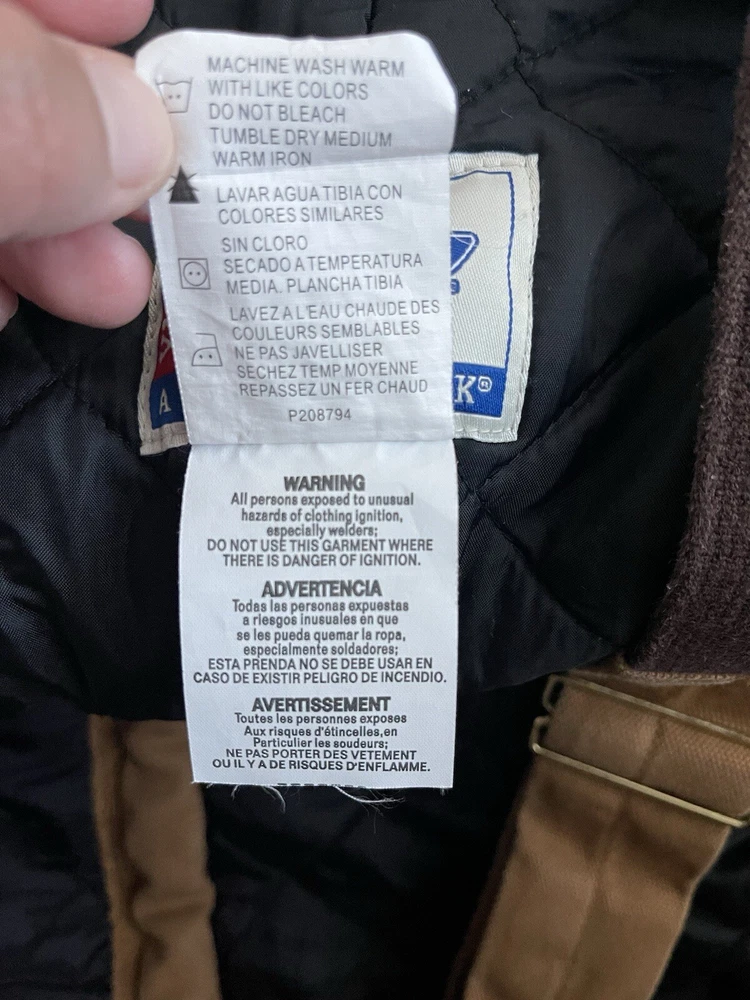 MACHINE WASH WARM
WITH LIKE COLORS
DO NOT BLEACH
TUMBLE DRY MEDIUM
WARM IRON
LAVAR AGUA TIBIA CON
COLORES SIMILARES
SIN CLORO
SECADO A TEMPERATURA
MEDIA. PLANCHA TIBIA
LAVEZ A L'EAU CHAUDE DES
COULEURS SEMBLABLES
NE PAS JAVELLISER
SECHEZ TEMP MOYENNE
REPASSEZ UN FER CHAUD
P208794
A
K®
WARNING
All persons exposed to unusual
hazards of clothing ignition,
especially welders;
DO NOT USE THIS GARMENT WHERE
THERE IS DANGER OF IGNITION.
ADVERTENCIA
Todas las personas expuestas
a riesgos inusuales en que
se les pueda quemar la ropa,
especialmente soldadores;
ESTA PRENDA NO SE DEBE USAR EN
CASO DE EXISTIR PELIGRO DE INCENDIO.
AVERTISSEMENT
Toutes les personnes exposes
Aux risques d'étincelles,en
Particulier les soudeurs;
NE PAS PORTER DES VETEMENT
OU IL Y A DE RISQUES D'ENFLAMME.